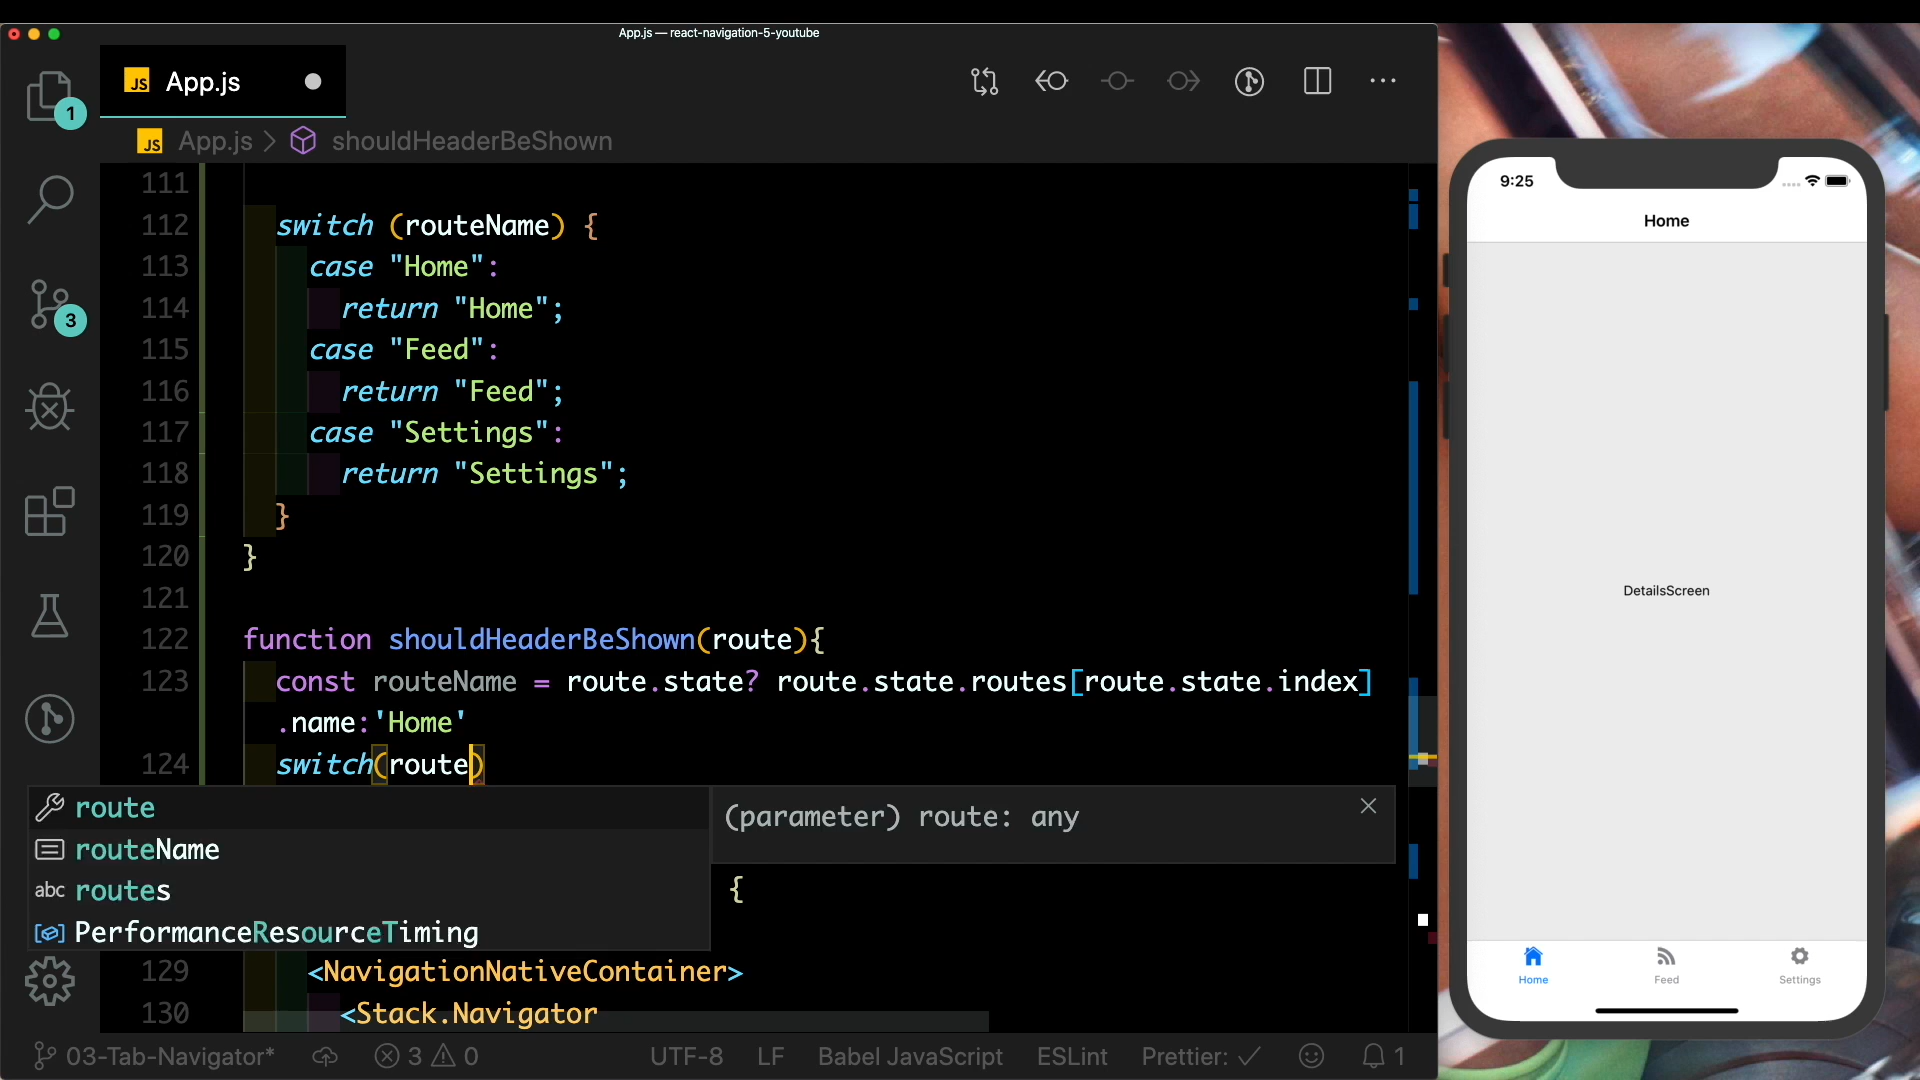 App.js — react-navigation-5-youtube
JS App.js
1
JS App.js > shouldHeaderBeShown
111
112 switch (routeName) {
113 case "Home":
114 return "Home";
115 case "Feed":
116 return "Feed";
117 case "Settings":
118 return "Settings";
119 }
120 }
121
122 function shouldHeaderBeShown(route){
123 const routeName = route.state? route.state.routes[route.state.index]
.name:'Home'
124 switch(route)
route
routeName
abc routes
PerformanceResourceTiming
(parameter) route: any
{
129 <NavigationNativeContainer>
130 <Stack.Navigator
3
03-Tab-Navigator* 3 0 UTF-8 LF Babel JavaScript ESLint Prettier: ✓ 1
9:25
Home
DetailsScreen
Home Feed Settings